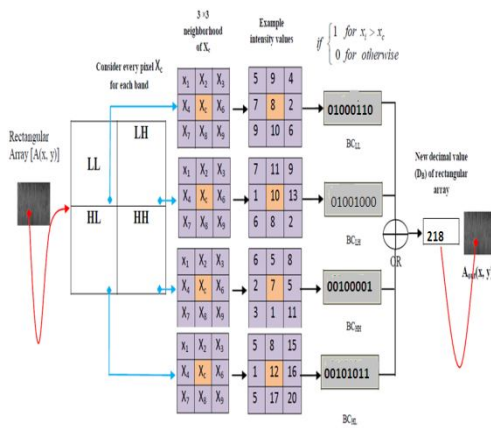 3 ×3
neighborhood
of Xc
Example
intensity values
if { 1 for xi > xc
0 for otherwise
Consider every pixel Xc
for each band
Rectangular
Array [A(x, y)]
LL
LH
HL
HH
x1 X2 X3
X4 Xc X6
X7 X8 X9
5 9 4
7 8 2
9 10 6
01000110
BCLL
x1 X2 X3
X4 Xc X6
X7 X8 X9
7 11 9
1 10 13
6 8 2
01001000
BCLH
x1 X2 X3
X4 Xc X6
X7 X8 X9
6 5 8
2 7 5
3 1 11
00100001
BCHH
x1 X2 X3
X4 Xc X6
X7 X8 X9
5 8 15
1 12 16
5 17 20
00101011
BCHL
OR
New decimal value
(DN) of rectangular
array
218